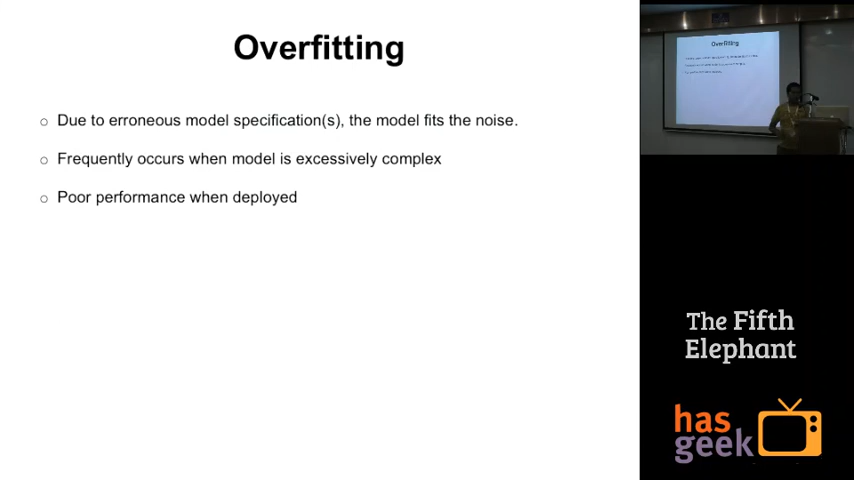 Overfitting
○ Due to erroneous model specification(s), the model fits the noise.
○ Frequently occurs when model is excessively complex
○ Poor performance when deployed
Overfitting
The Fifth
Elephant
has
geek